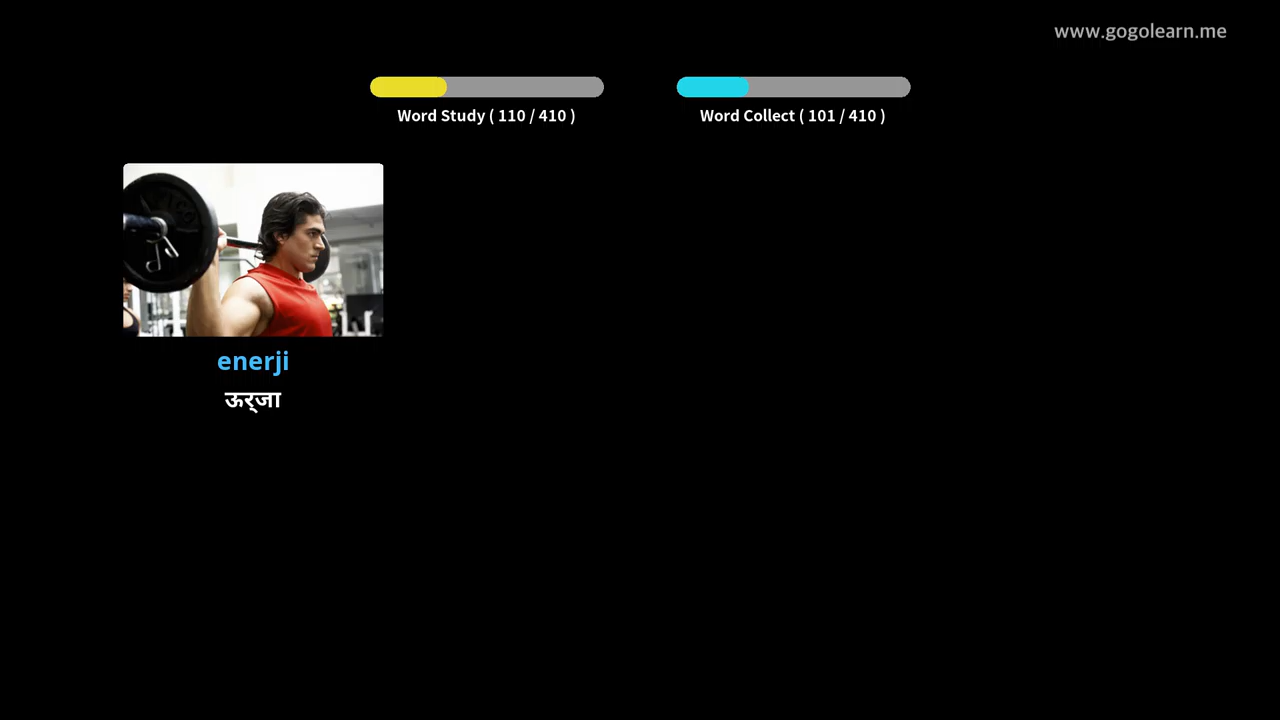 www.gogolearn.me
Word Study ( 110 / 410 )
Word Collect ( 101 / 410 )
enerji
ऊर्जा